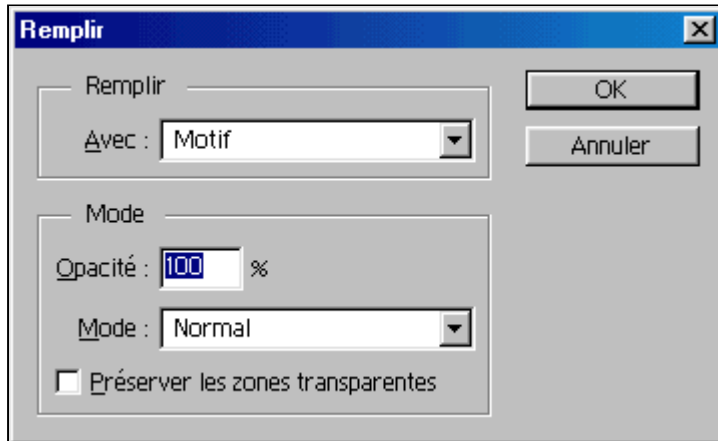 Remplir
Remplir
Avec : Motif
OK
Annuler
Mode
Opacité : 100 %
Mode : Normal
Préserver les zones transparentes